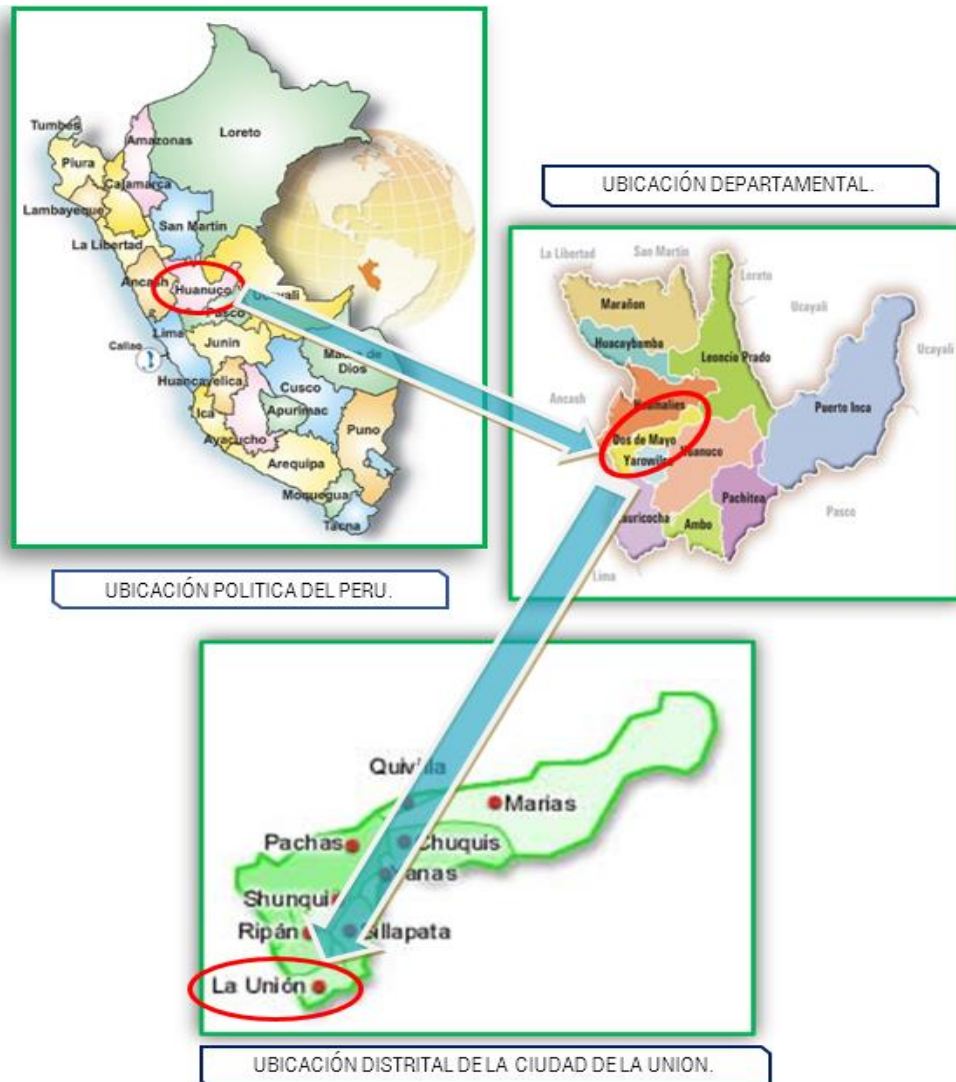 Tumbes
Loreto
Amazonas
Piura
Cajamarca
Lambayeque
San Martin
La Libertad
Ancash
Huanuco
Ucayali
Pasco
Lima
Junin
Callao
Madre de
Dios
Huancavelica
Cusco
Ica
Apurimac
Ayacucho
Puno
Arequipa
Moquegua
Tacna
UBICACIÓN POLITICA DEL PERU.
UBICACIÓN DEPARTAMENTAL.
La Libertad
San Martin
Loreto
Marañon
Ucayali
Huacaybamba
Leoncio Prado
Ucayali
Ancash
Huamalies
Puerto Inca
Dos de Mayo
Huanuco
Yarowilca
Pachitea
Lauricocha
Ambo
Pasco
Lima
Quivilla
Marias
Pachas
Chuquis
Yanas
Shunqui
Ripán
Sillapata
La Unión
UBICACIÓN DISTRITAL DE LA CIUDAD DE LA UNION.